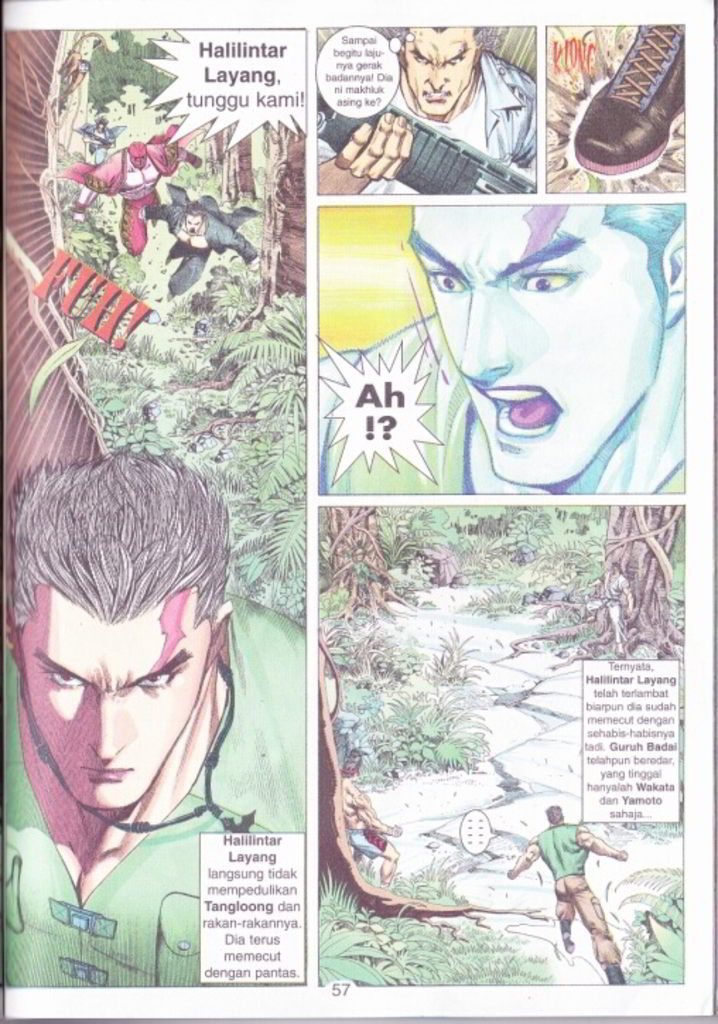 Halilintar
Layang,
tunggu kami!
FUH!
Halilintar
Layang
langsung tidak
mempedulikan
Tangloong dan
rakan-rakannya.
Dia terus
memecut
dengan pantas.
Sampai
begitu laju-
nya gerak
badannya! Dia
ni makhluk
asing ke?
Ah
!?
Ternyata,
Halilintar Layang
telah terlambat
biarpun dia sudah
memecut dengan
sehabis-habisnya
tadi. Guruh Badai
telahpun beredar,
yang tinggal
hanyalah Wakata
dan Yamoto
sahaja...
57